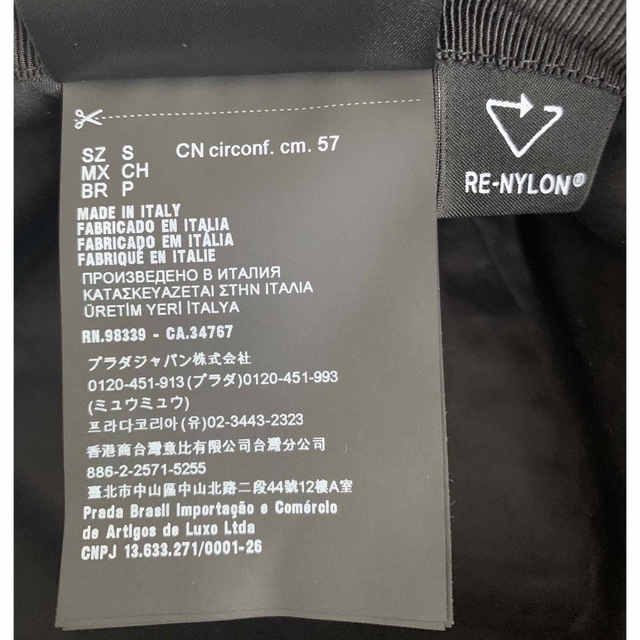 SZ S CN circonf. cm. 57
MX CH
BR P
MADE IN ITALY
FABRICADO EN ITALIA
FABRICADO EM ITÁLIA
FABRIQUÉ EN ITALIE
ПРОИЗВЕДЕНО В ИТАЛИЯ
ΚΑΤΑΣΚΕΥΑΖΕΤΑΙ ΣΤΗΝ ΙΤΑΛΙΑ
ÜRETİM YERİ İTALYA
RN.98339 - CA.34767
プラダジャパン株式会社
0120-451-913(プラダ)0120-451-993
(ミュウミュウ)
프라다코리아(유)02-3443-2323
香港商台灣意比有限公司台灣分公司
886-2-2571-5255
臺北市中山區中山北路二段44號12樓A室
Prada Brasil Importação e Comércio
de Artigos de Luxo Ltda
CNPJ 13.633.271/0001-26
RE-NYLON®